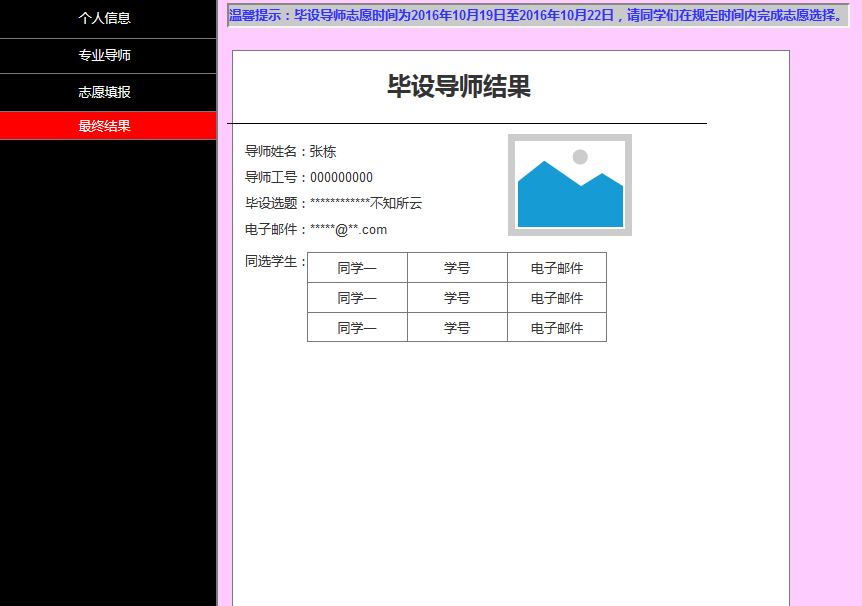 个人信息
专业导师
志愿填报
最终结果
温馨提示：毕设导师志愿时间为2016年10月19日至2016年10月22日，请同学们在规定时间内完成志愿选择。
毕设导师结果
导师姓名：张栋
导师工号：000000000
毕设选题：************不知所云
电子邮件：*****@**.com
同选学生：
同学一 学号 电子邮件
同学一 学号 电子邮件
同学一 学号 电子邮件